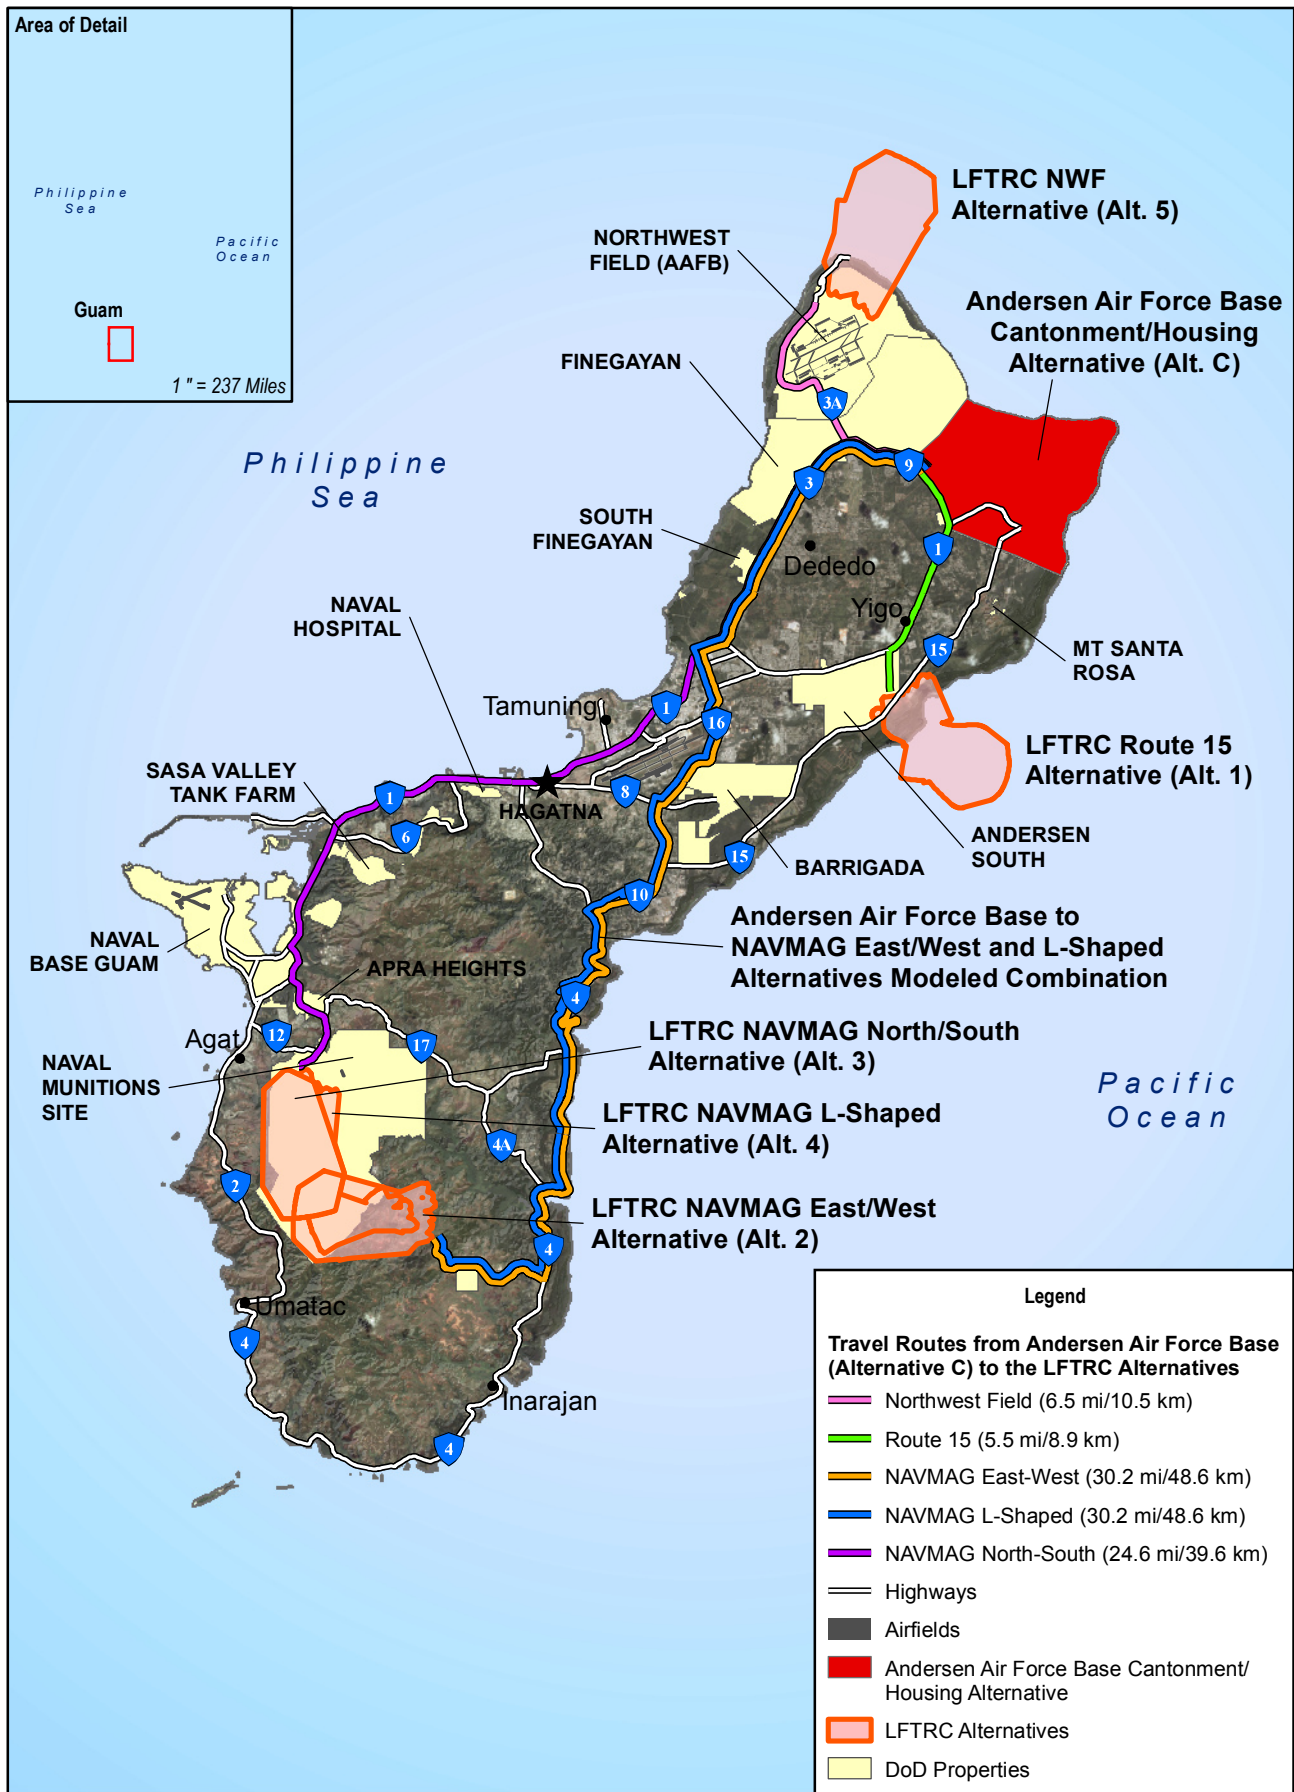 Area of Detail
Philippine
Sea
Pacific
Ocean
Guam
1 " = 237 Miles
LFTRC NWF
Alternative (Alt. 5)
NORTHWEST
FIELD (AAFB)
Andersen Air Force Base
Cantonment/Housing
Alternative (Alt. C)
FINEGAYAN
3A
Philippine
Sea
9
3
SOUTH
FINEGAYAN
Dededo
1
Yigo
NAVAL
HOSPITAL
15
MT SANTA
ROSA
Tamuning
1
16
LFTRC Route 15
Alternative (Alt. 1)
SASA VALLEY
TANK FARM
1
8
HAGATNA
6
ANDERSEN
SOUTH
15
BARRIGADA
10
Andersen Air Force Base to
NAVMAG East/West and L-Shaped
Alternatives Modeled Combination
NAVAL
BASE GUAM
APRA HEIGHTS
4
12
Agat
17
LFTRC NAVMAG North/South
Alternative (Alt. 3)
NAVAL
MUNITIONS
SITE
Pacific
Ocean
LFTRC NAVMAG L-Shaped
Alternative (Alt. 4)
4A
2
LFTRC NAVMAG East/West
Alternative (Alt. 2)
4
Umatac
4
Inarajan
4
Legend
Travel Routes from Andersen Air Force Base
(Alternative C) to the LFTRC Alternatives
Northwest Field (6.5 mi/10.5 km)
Route 15 (5.5 mi/8.9 km)
NAVMAG East-West (30.2 mi/48.6 km)
NAVMAG L-Shaped (30.2 mi/48.6 km)
NAVMAG North-South (24.6 mi/39.6 km)
Highways
Airfields
Andersen Air Force Base Cantonment/
Housing Alternative
LFTRC Alternatives
DoD Properties